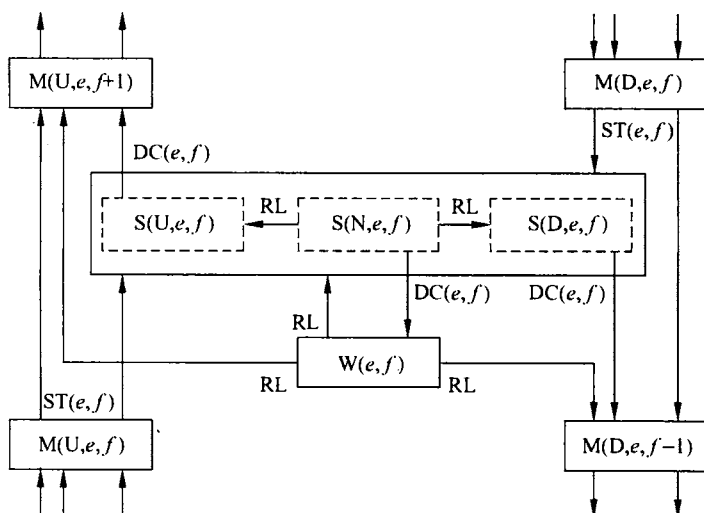 M(U,e,f+1)
M(D,e,f)
ST(e,f)
DC(e,f)
S(U,e,f)
RL
S(N,e,f)
RL
S(D,e,f)
DC(e,f)
DC(e,f)
RL
W(e,f)
RL
RL
ST(e,f)
M(U,e,f)
M(D,e,f−1)